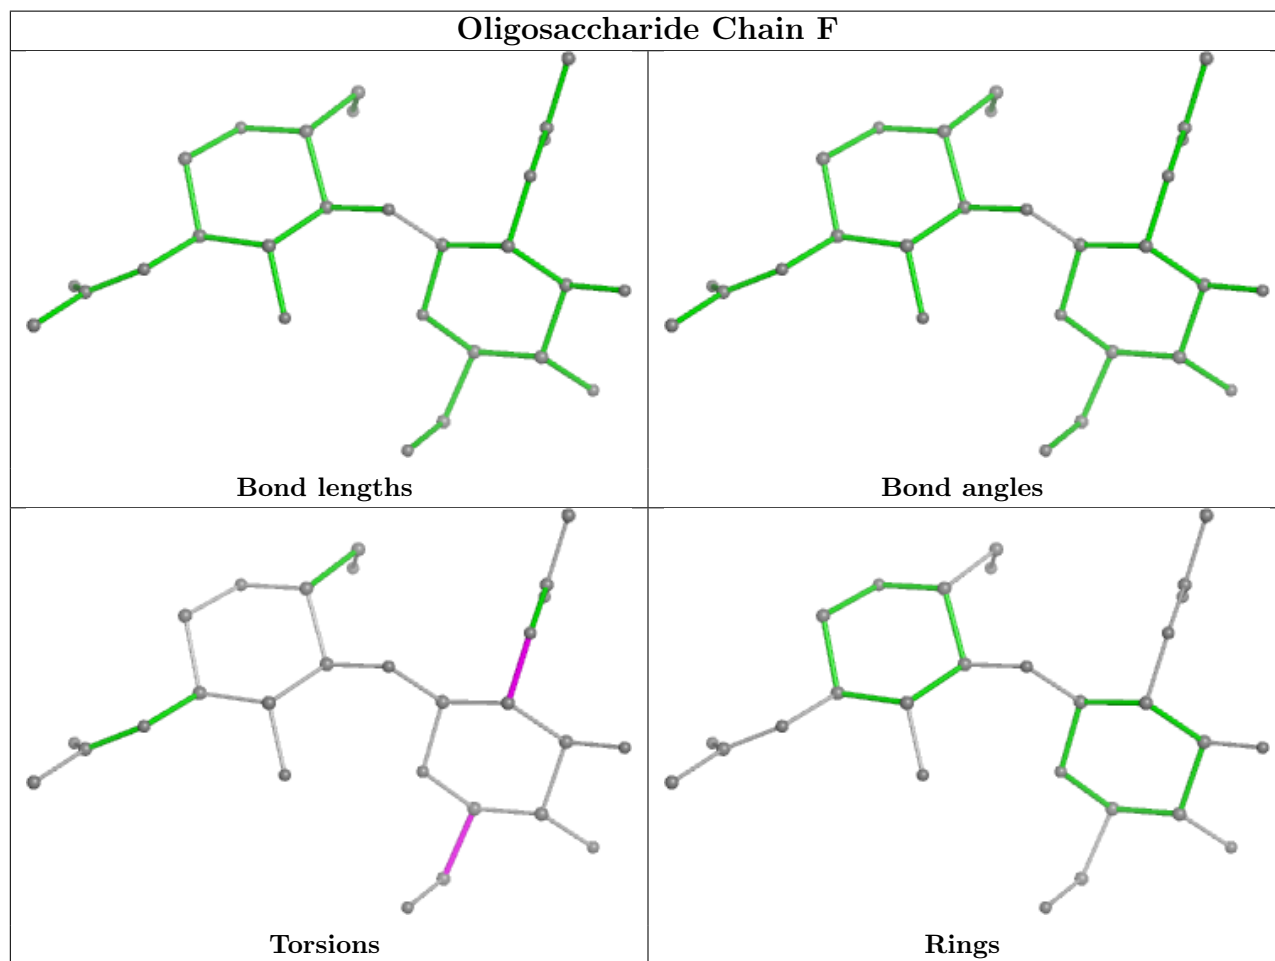 Oligosaccharide Chain F
Bond lengths
Bond angles
Torsions
Rings